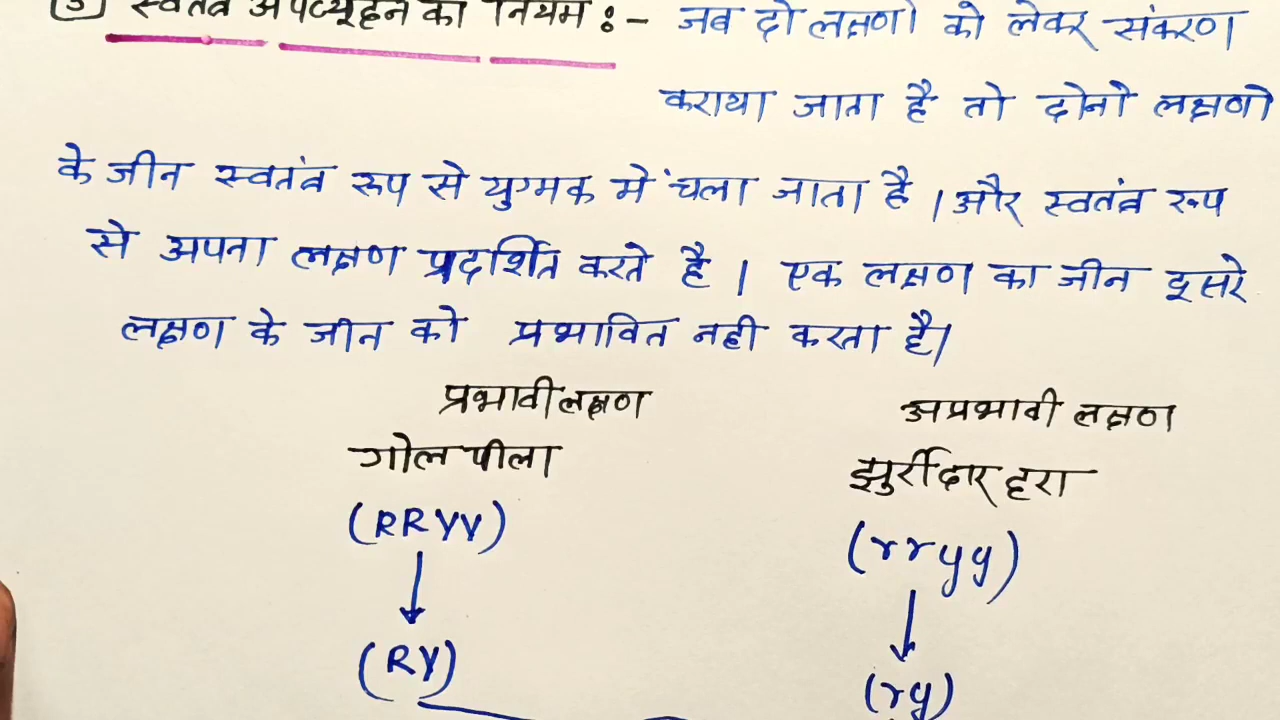 3 स्वतंत्र अपव्यूहन का नियम :- जब दो लक्षणो को लेकर संकरण
कराया जाता है तो दोनो लक्षणो
के जीन स्वतंत्र रूप से युग्मक मे चला जाता है । और स्वतंत्र रूप
से अपना लक्षण प्रदर्शित करते है । एक लक्षण का जीन दूसरे
लक्षण के जीन को प्रभावित नही करता है।
प्रभावी लक्षण
अप्रभावी लक्षण
गोल पीला
झुर्रीदार हरा
(RRYY)
(rryy)
(RY)
(ry)